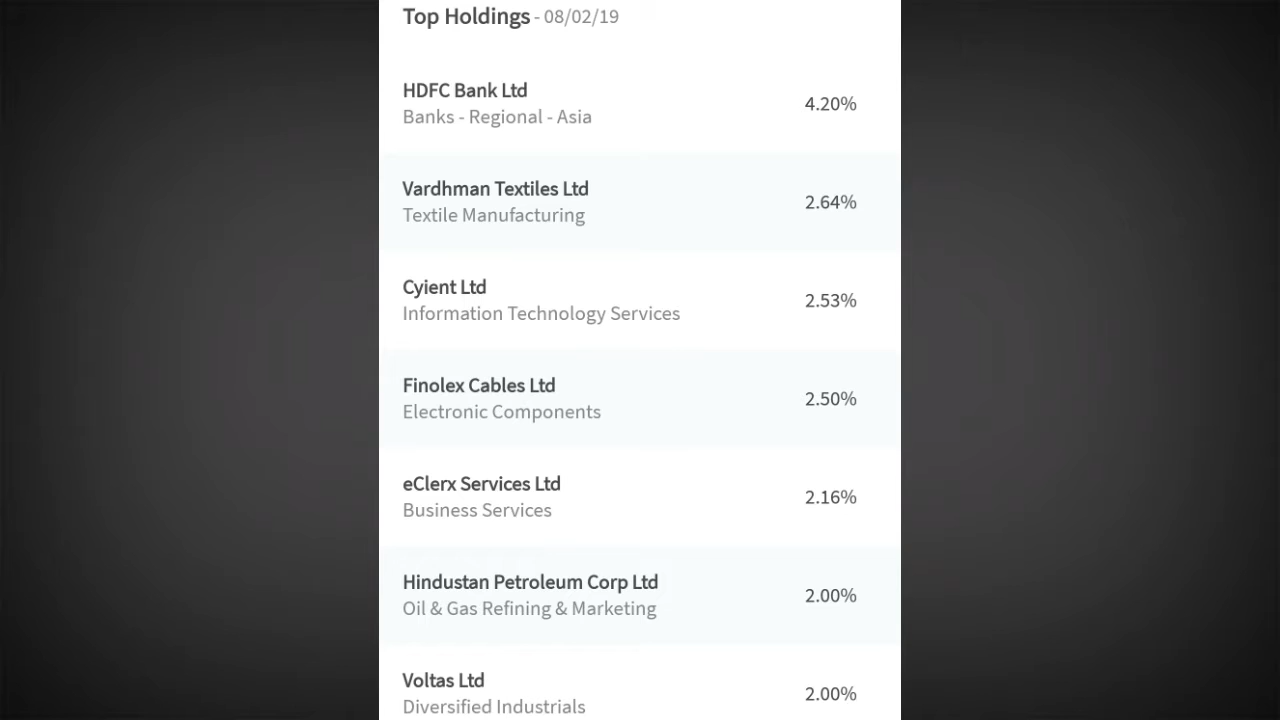 Top Holdings - 08/02/19
HDFC Bank Ltd
Banks - Regional - Asia
4.20%
Vardhman Textiles Ltd
Textile Manufacturing
2.64%
Cyient Ltd
Information Technology Services
2.53%
Finolex Cables Ltd
Electronic Components
2.50%
eClerx Services Ltd
Business Services
2.16%
Hindustan Petroleum Corp Ltd
Oil & Gas Refining & Marketing
2.00%
Voltas Ltd
Diversified Industrials
2.00%